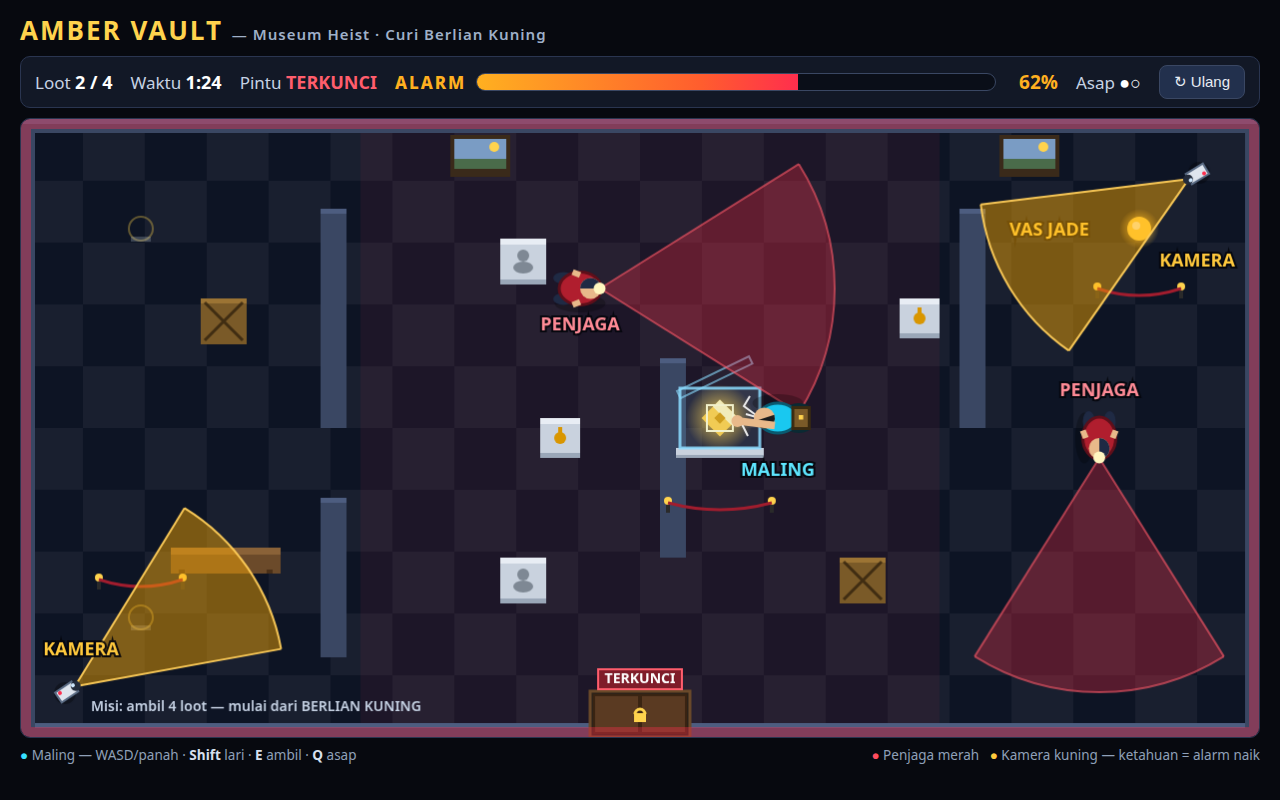 AMBER VAULT — Museum Heist · Curi Berlian Kuning
Loot 2 / 4 Waktu 1:24 Pintu TERKUNCI ALARM 62% Asap ●○ ↻ Ulang
VAS JADE
KAMERA
PENJAGA
PENJAGA
MALING
KAMERA
TERKUNCI
Misi: ambil 4 loot — mulai dari BERLIAN KUNING
● Maling — WASD/panah · Shift lari · E ambil · Q asap
● Penjaga merah ● Kamera kuning — ketahuan = alarm naik